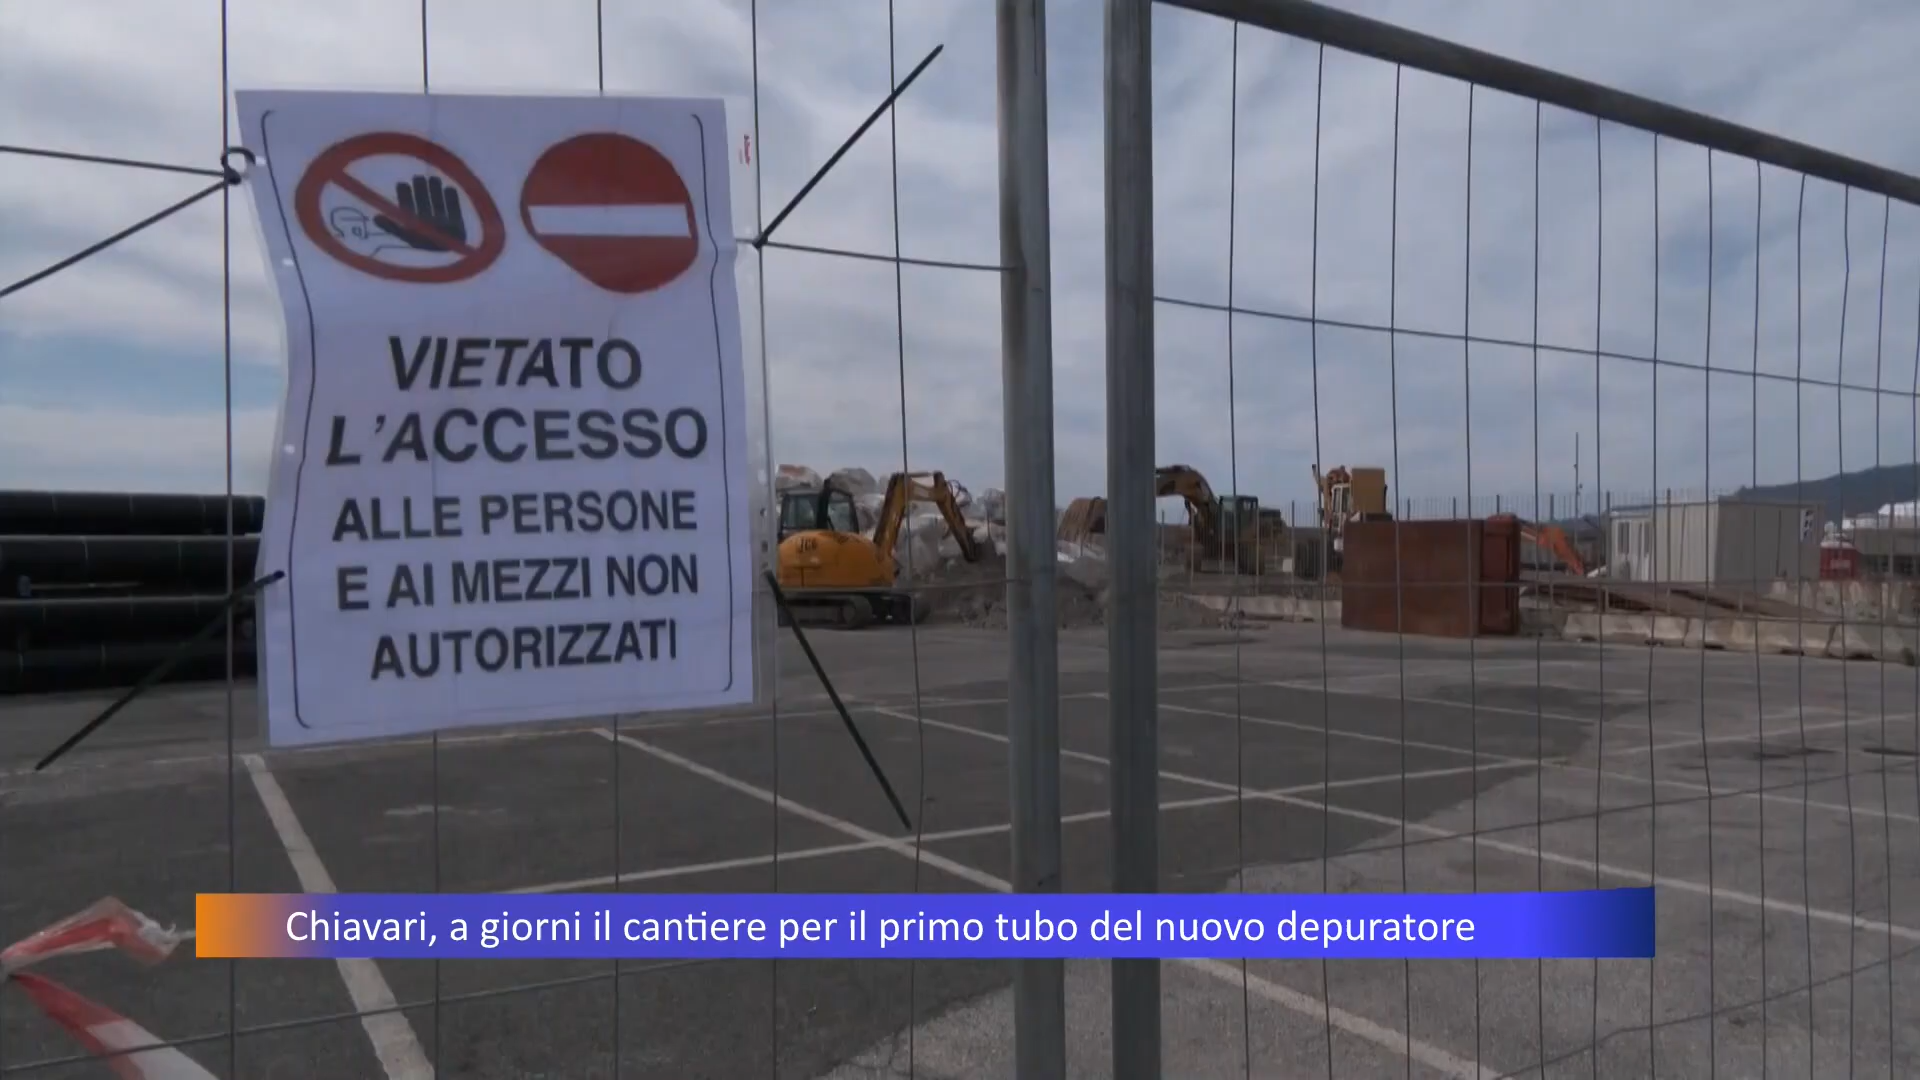 VIETATO
L'ACCESSO
ALLE PERSONE
E AI MEZZI NON
AUTORIZZATI
JCB
Chiavari, a giorni il cantiere per il primo tubo del nuovo depuratore